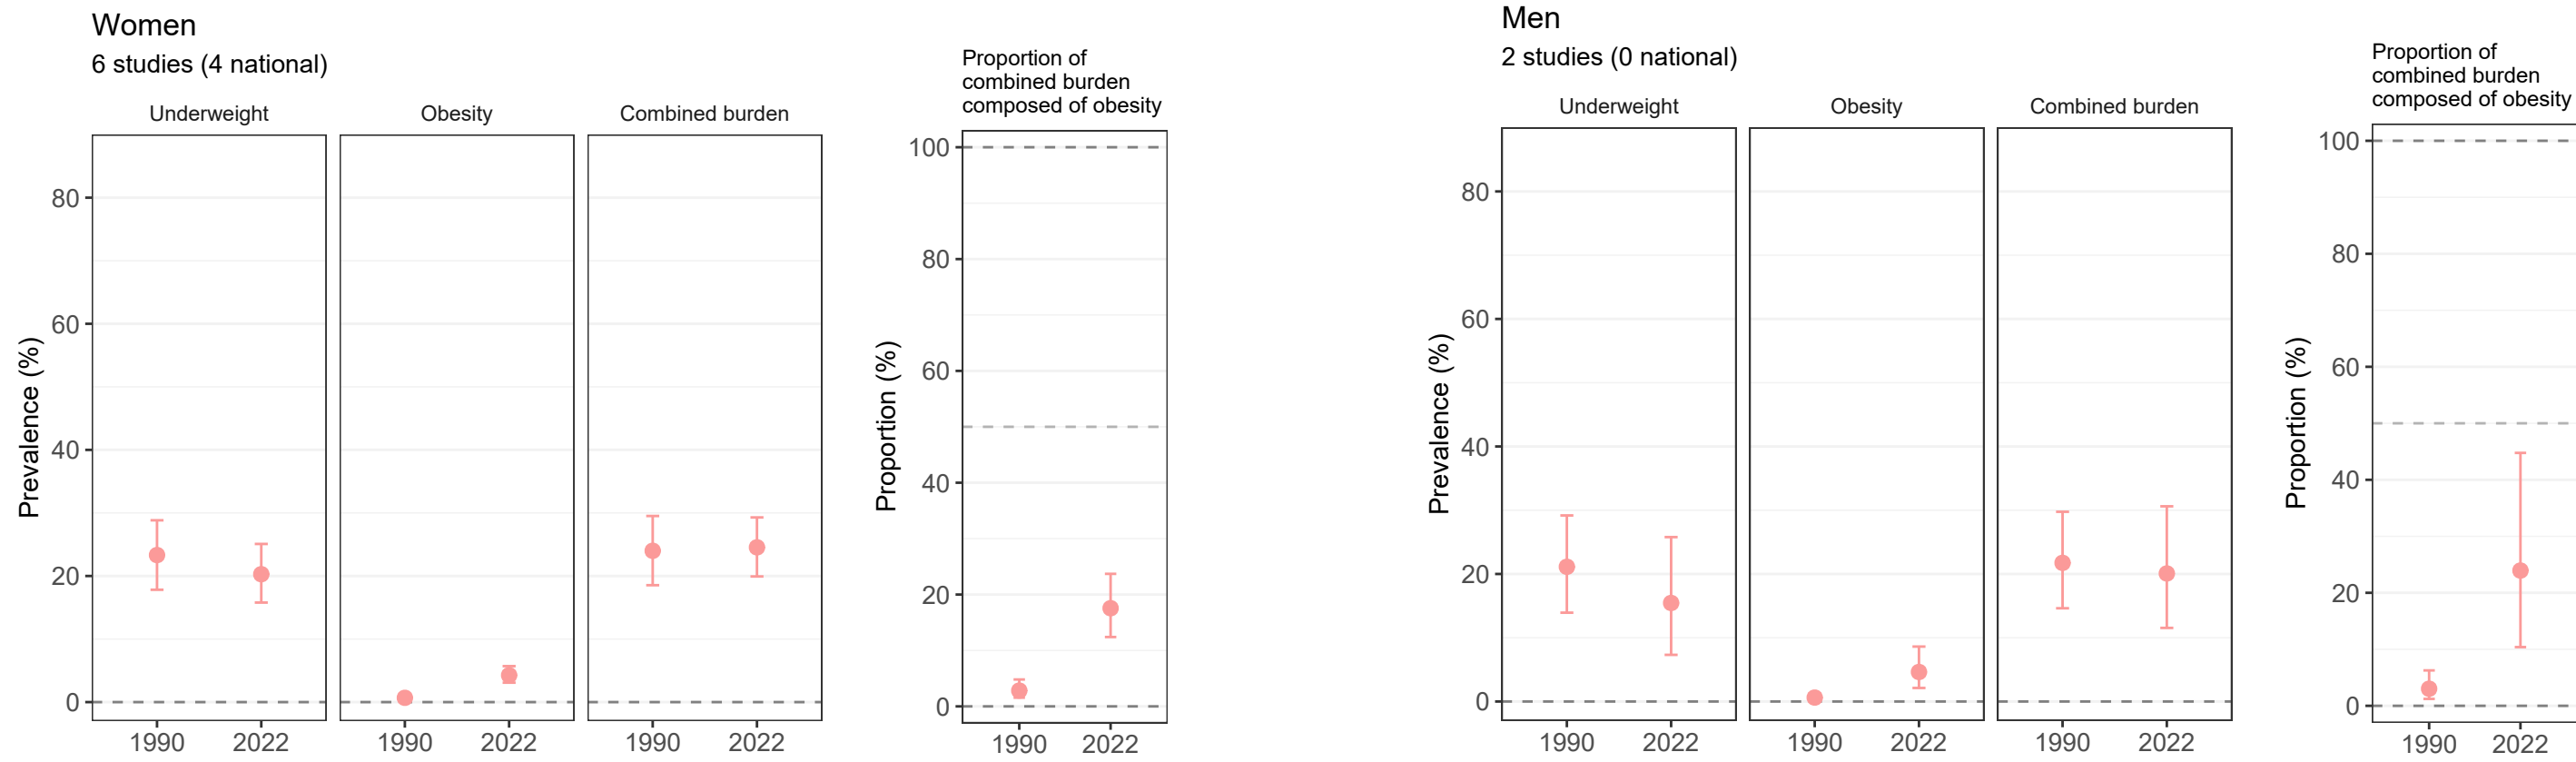 Women
6 studies (4 national)
Underweight
Obesity
Combined burden
Prevalence (%)
80
60
40
20
0
1990 2022
1990 2022
1990 2022
Proportion of
combined burden
composed of obesity
Proportion (%)
100
80
60
40
20
0
1990 2022
Men
2 studies (0 national)
Underweight
Obesity
Combined burden
Prevalence (%)
80
60
40
20
0
1990 2022
1990 2022
1990 2022
Proportion of
combined burden
composed of obesity
Proportion (%)
100
80
60
40
20
0
1990 2022